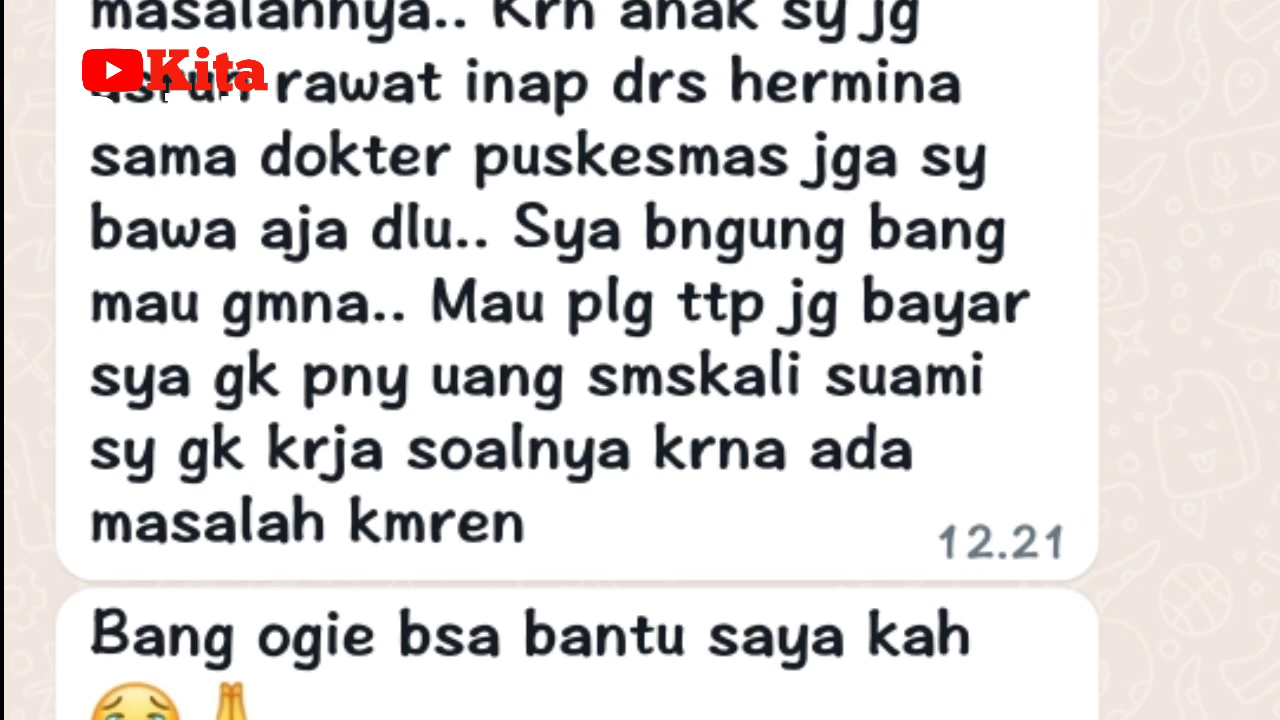 masalahnya.. Krn anak sy jg
Kita
rawat inap drs hermina
sama dokter puskesmas jga sy
bawa aja dlu.. Sya bngung bang
mau gmna.. Mau plg ttp jg bayar
sya gk pny uang smskali suami
sy gk krja soalnya krna ada
masalah kmren
12.21
Bang ogie bsa bantu saya kah
😢🙏